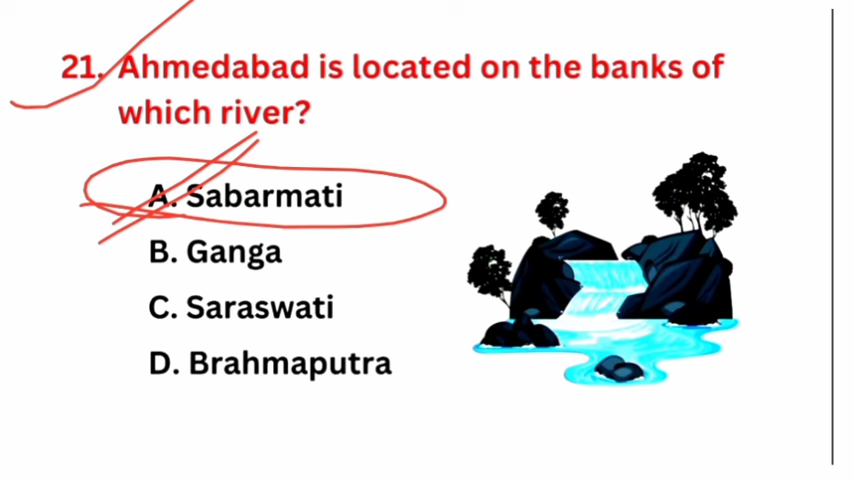 21. Ahmedabad is located on the banks of
which river?
A. Sabarmati
B. Ganga
C. Saraswati
D. Brahmaputra